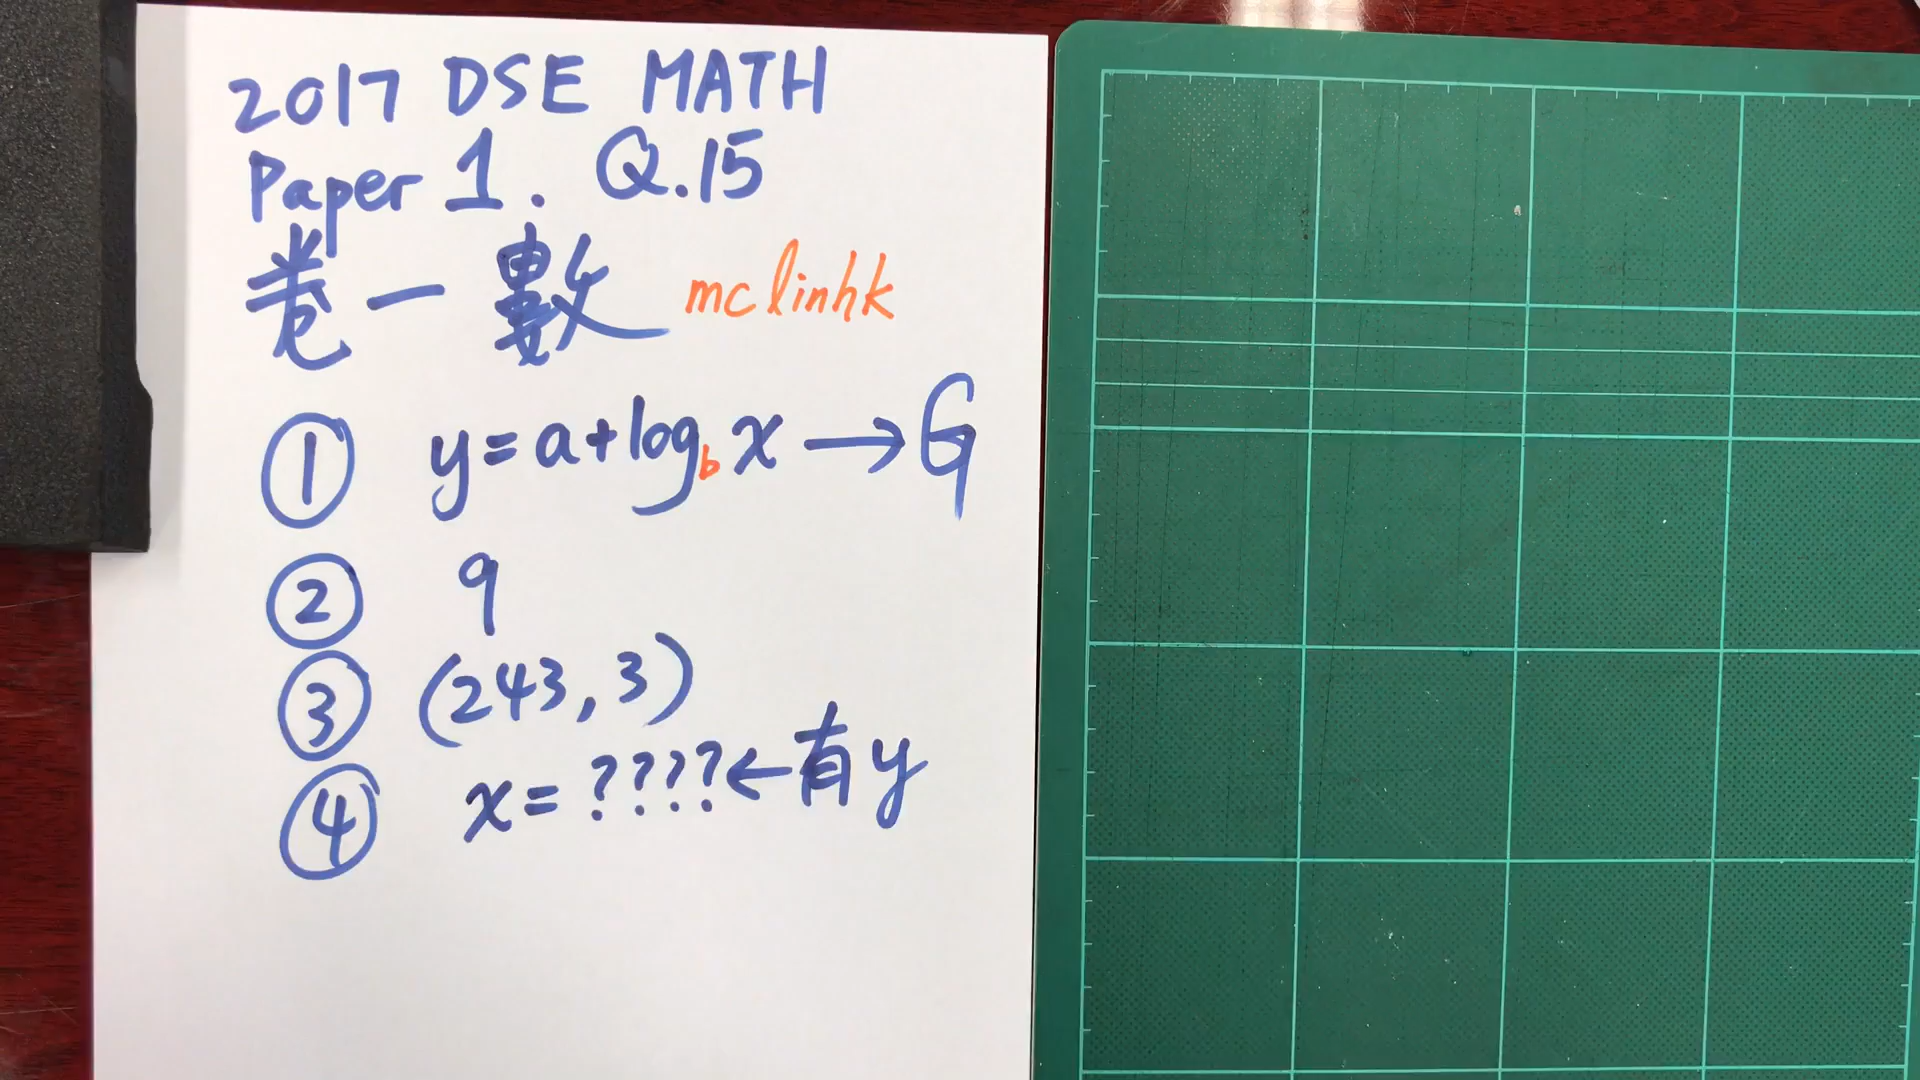 2017 DSE MATH
Paper 1. Q.15
卷一數 mclinhk
① y=a+log_b x → G
② 9
③ (243, 3)
④ x=????←有y